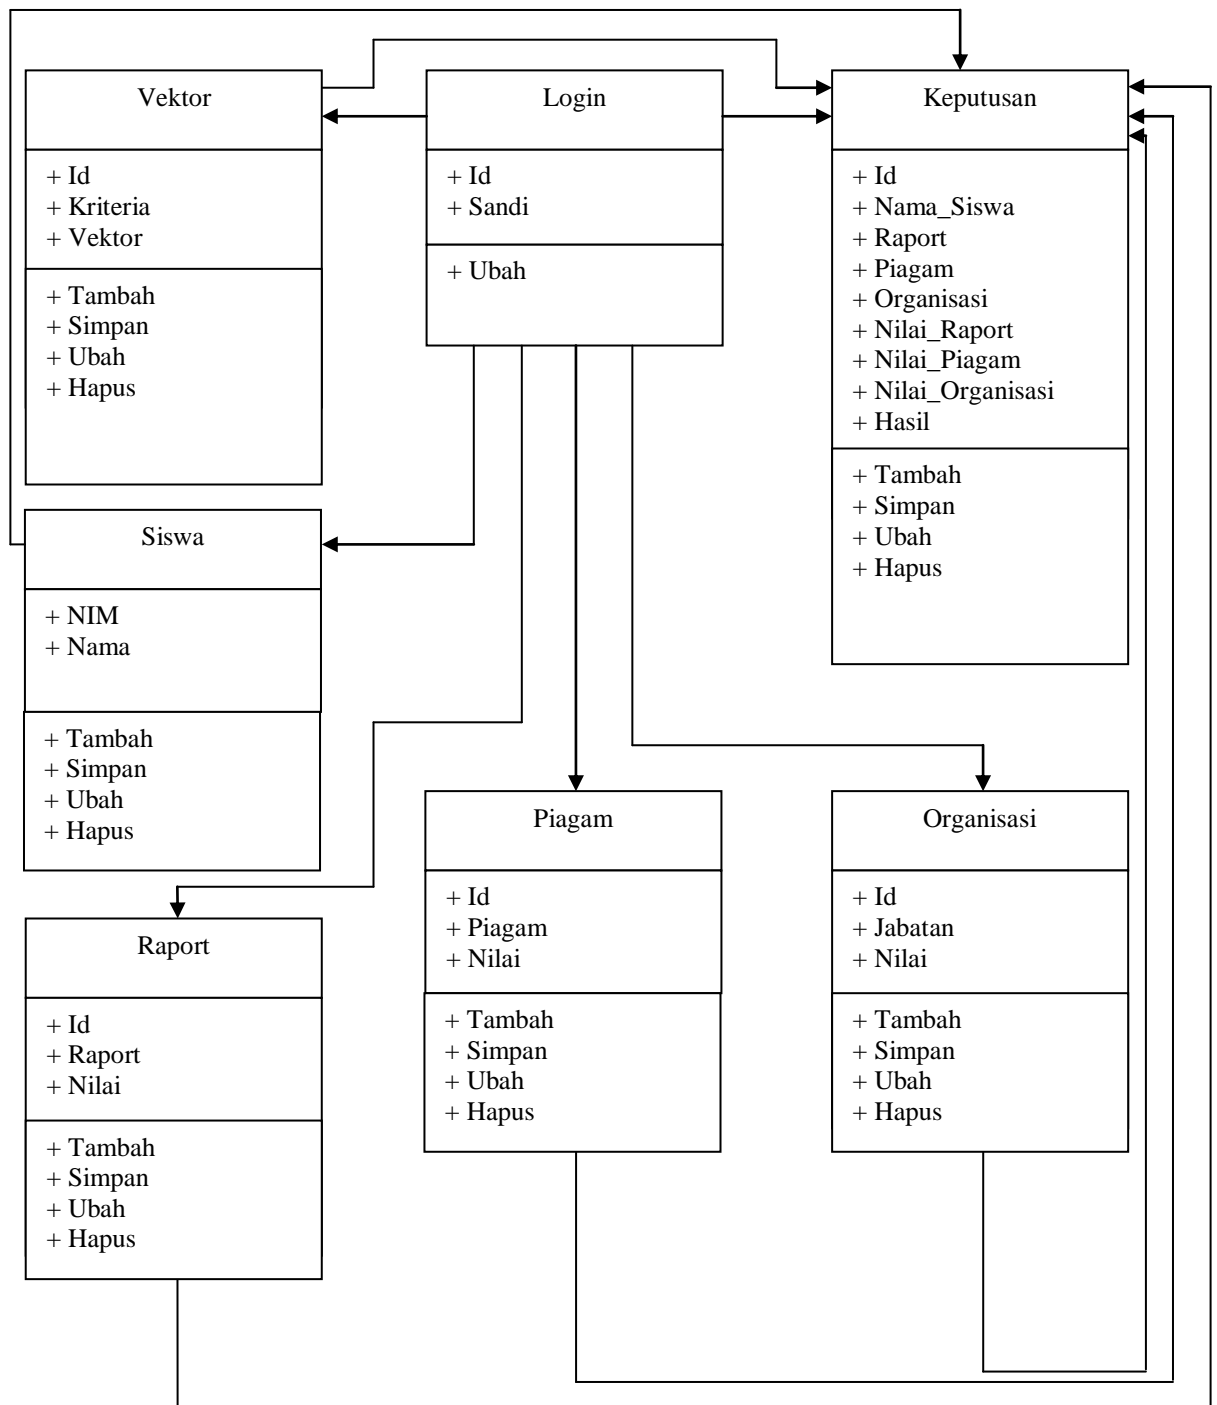 Vektor
+ Id
+ Kriteria
+ Vektor
+ Tambah
+ Simpan
+ Ubah
+ Hapus
Login
+ Id
+ Sandi
+ Ubah
Keputusan
+ Id
+ Nama_Siswa
+ Raport
+ Piagam
+ Organisasi
+ Nilai_Raport
+ Nilai_Piagam
+ Nilai_Organisasi
+ Hasil
+ Tambah
+ Simpan
+ Ubah
+ Hapus
Siswa
+ NIM
+ Nama
+ Tambah
+ Simpan
+ Ubah
+ Hapus
Piagam
+ Id
+ Piagam
+ Nilai
+ Tambah
+ Simpan
+ Ubah
+ Hapus
Organisasi
+ Id
+ Jabatan
+ Nilai
+ Tambah
+ Simpan
+ Ubah
+ Hapus
Raport
+ Id
+ Raport
+ Nilai
+ Tambah
+ Simpan
+ Ubah
+ Hapus